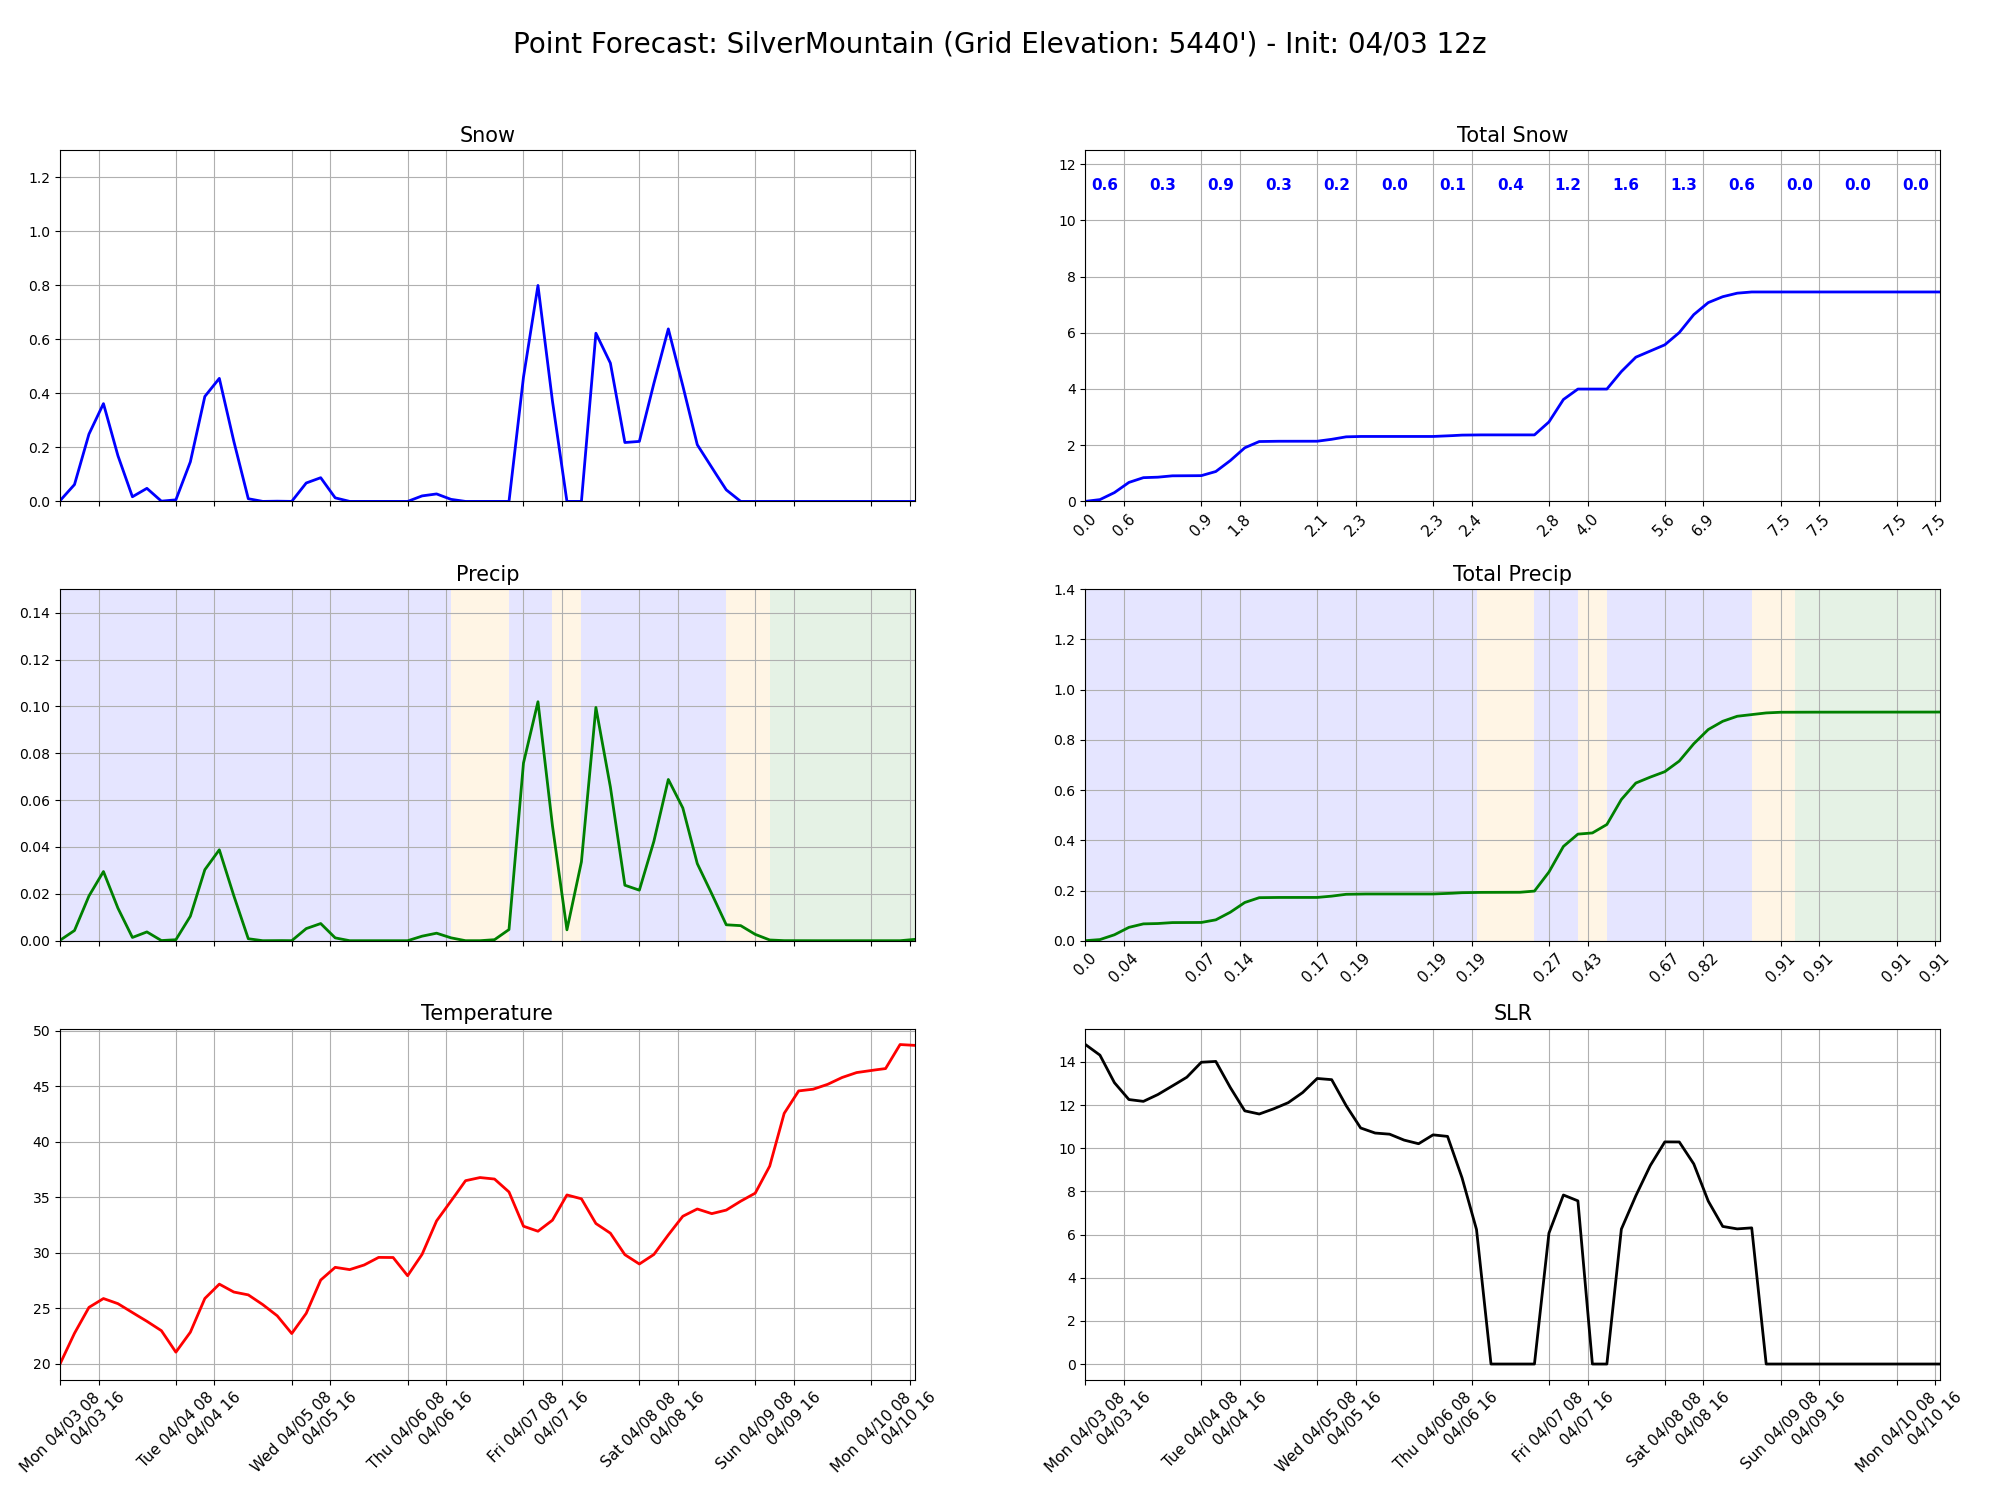 Point Forecast: SilverMountain (Grid Elevation: 5440') - Init: 04/03 12z
Snow
1.2
1.0
0.8
0.6
0.4
0.2
0.0
Total Snow
12
10
8
6
4
2
0
0.6 0.3 0.9 0.3 0.2 0.0 0.1 0.4 1.2 1.6 1.3 0.6 0.0 0.0 0.0
0.0 0.6 0.9 1.8 2.1 2.3 2.3 2.4 2.8 4.0 5.6 6.9 7.5 7.5 7.5 7.5
Precip
0.14
0.12
0.10
0.08
0.06
0.04
0.02
0.00
Total Precip
1.4
1.2
1.0
0.8
0.6
0.4
0.2
0.0
0.0 0.04 0.07 0.14 0.17 0.19 0.19 0.19 0.27 0.43 0.67 0.82 0.91 0.91 0.91 0.91
Temperature
50
45
40
35
30
25
20
Mon 04/03 08
04/03 16
Tue 04/04 08
04/04 16
Wed 04/05 08
04/05 16
Thu 04/06 08
04/06 16
Fri 04/07 08
04/07 16
Sat 04/08 08
04/08 16
Sun 04/09 08
04/09 16
Mon 04/10 08
04/10 16
SLR
14
12
10
8
6
4
2
0
Mon 04/03 08
04/03 16
Tue 04/04 08
04/04 16
Wed 04/05 08
04/05 16
Thu 04/06 08
04/06 16
Fri 04/07 08
04/07 16
Sat 04/08 08
04/08 16
Sun 04/09 08
04/09 16
Mon 04/10 08
04/10 16